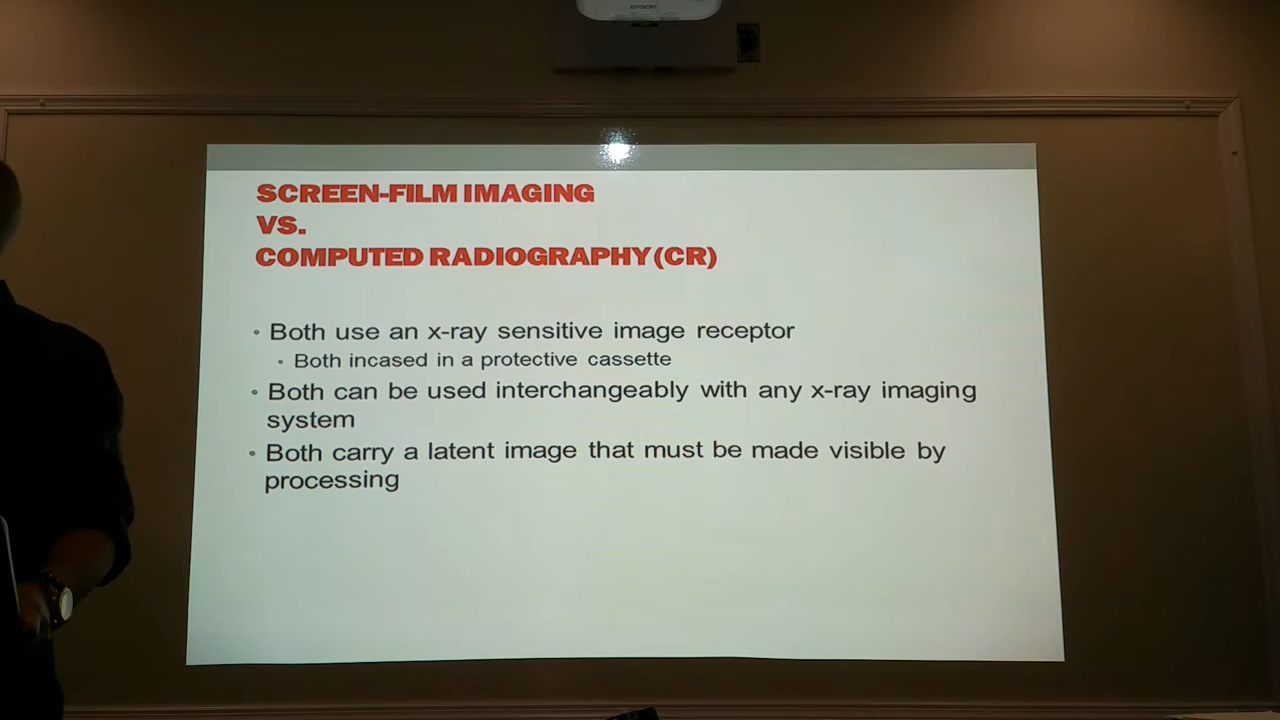 EPSON
SCREEN-FILM IMAGING
VS.
COMPUTED RADIOGRAPHY (CR)
• Both use an x-ray sensitive image receptor
• Both incased in a protective cassette
• Both can be used interchangeably with any x-ray imaging
system
• Both carry a latent image that must be made visible by
processing